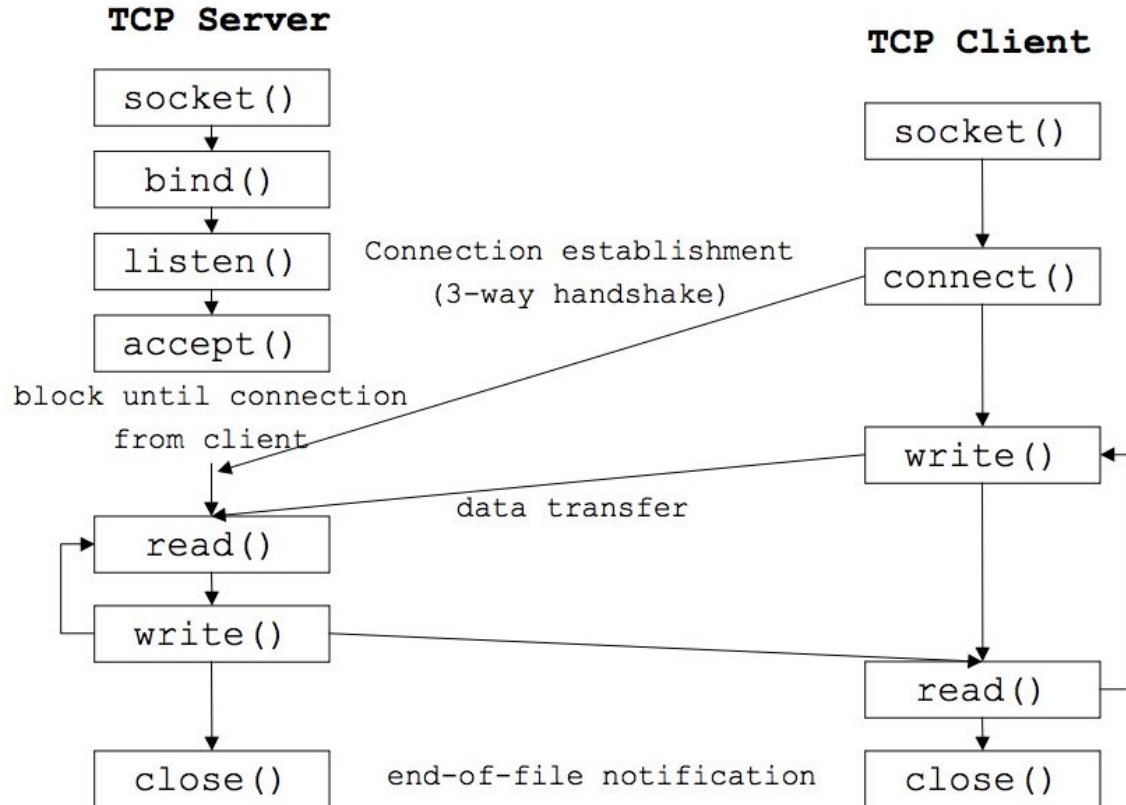 TCP Server
TCP Client
socket()
socket()
bind()
listen()
Connection establishment
(3-way handshake)
connect()
accept()
block until connection
from client
write()
data transfer
read()
write()
read()
close()
end-of-file notification
close()